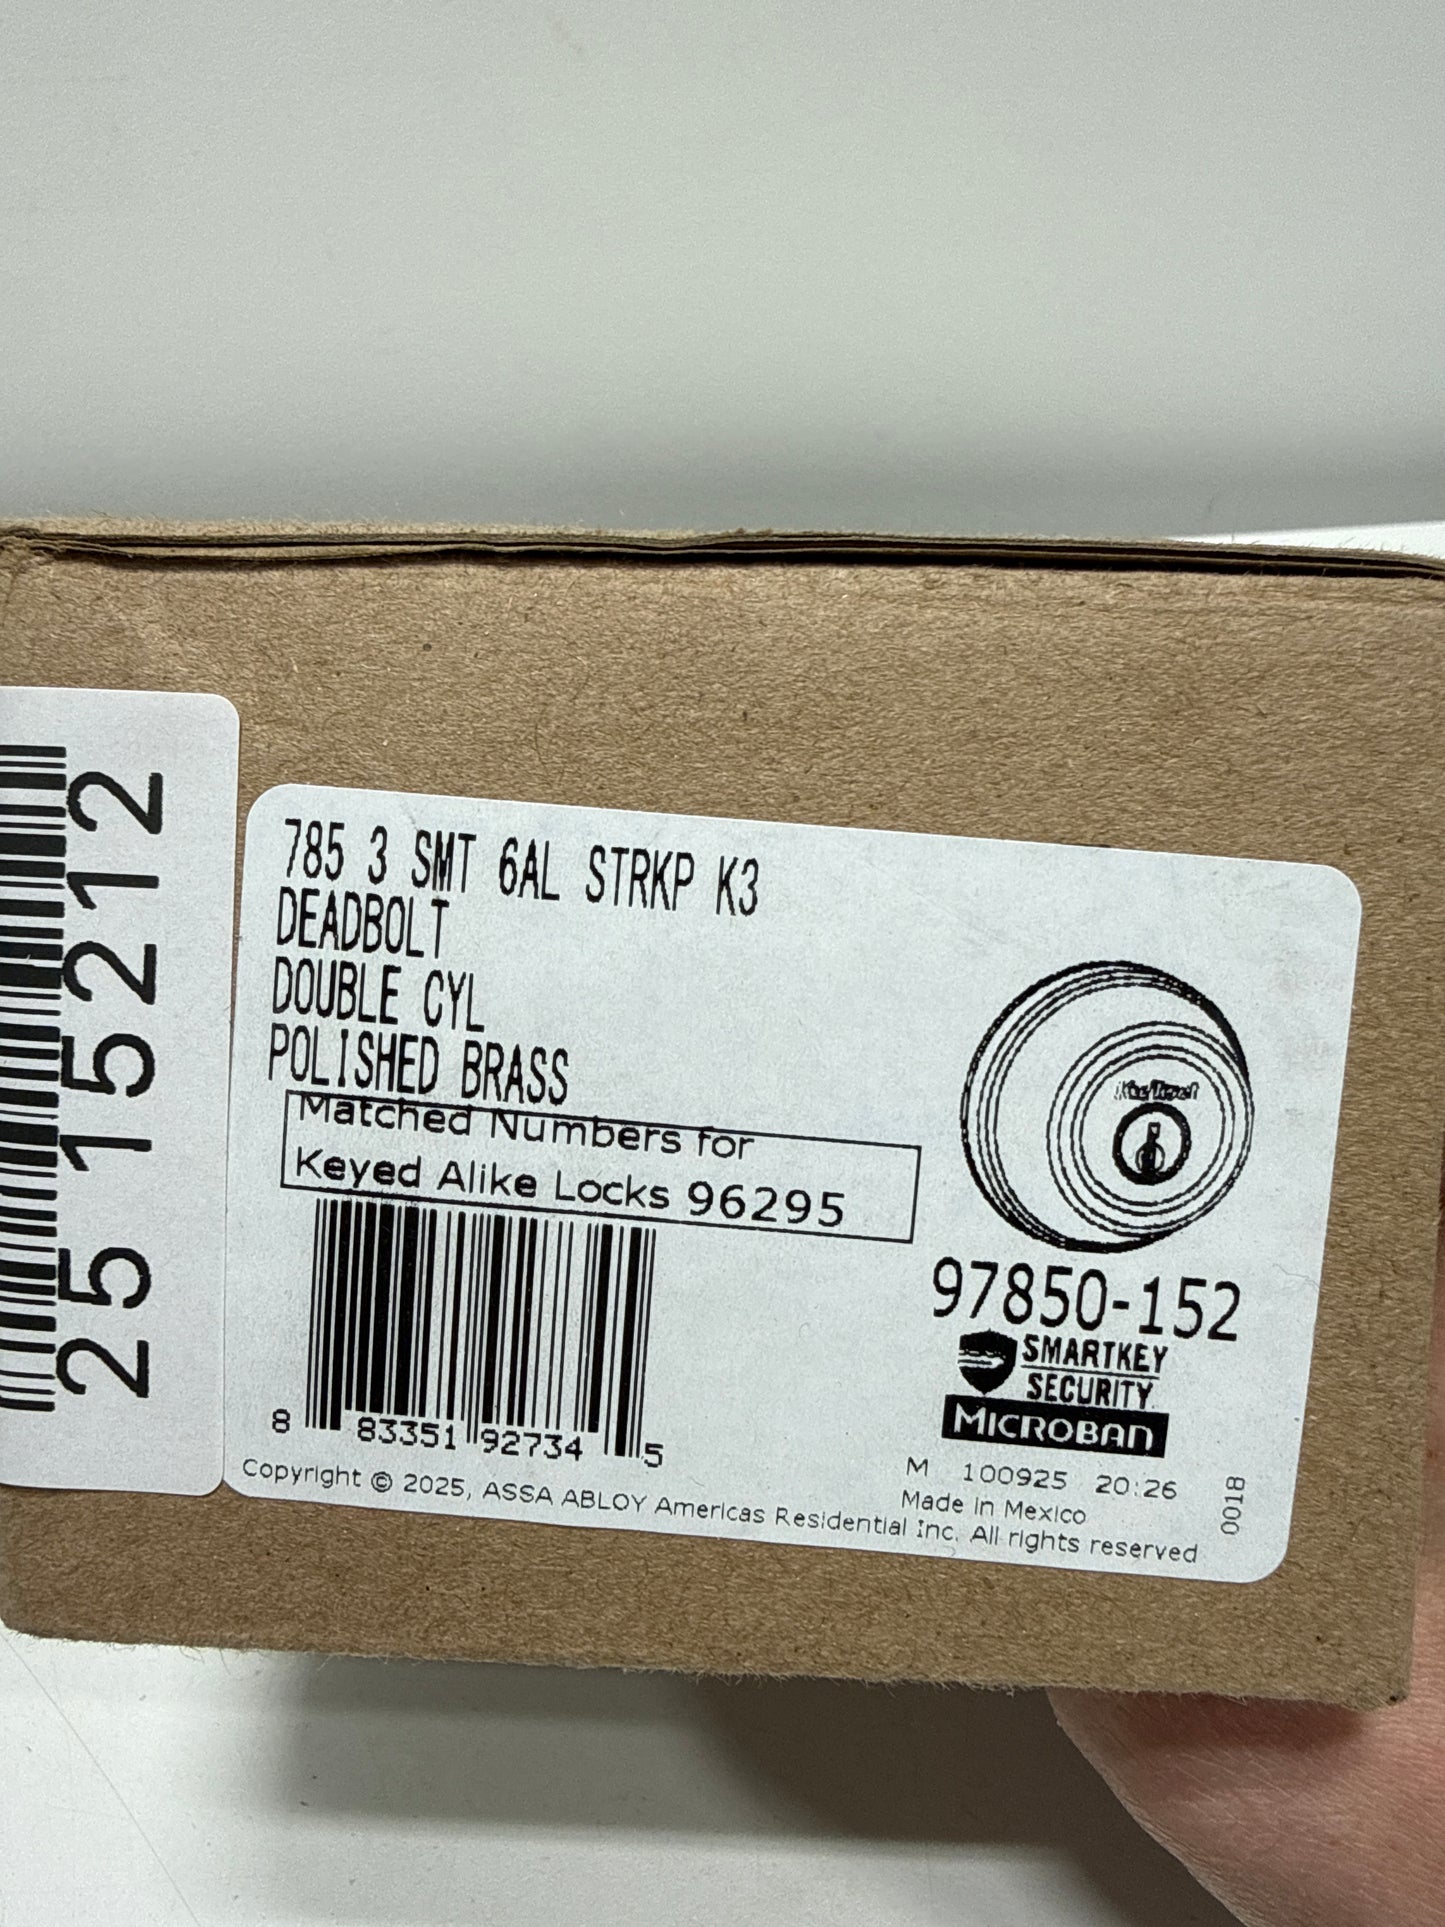 25 15212
785 3 SMT 6AL STRKP K3
DEADBOLT
DOUBLE CYL
POLISHED BRASS
Matched Numbers for
Keyed Alike Locks 96295
8 83351 92734 5
Kwikset
97850-152
SMARTKEY
SECURITY
MICROBAN
M 100925 20:26
Made in Mexico
0018
Copyright © 2025, ASSA ABLOY Americas Residential Inc. All rights reserved